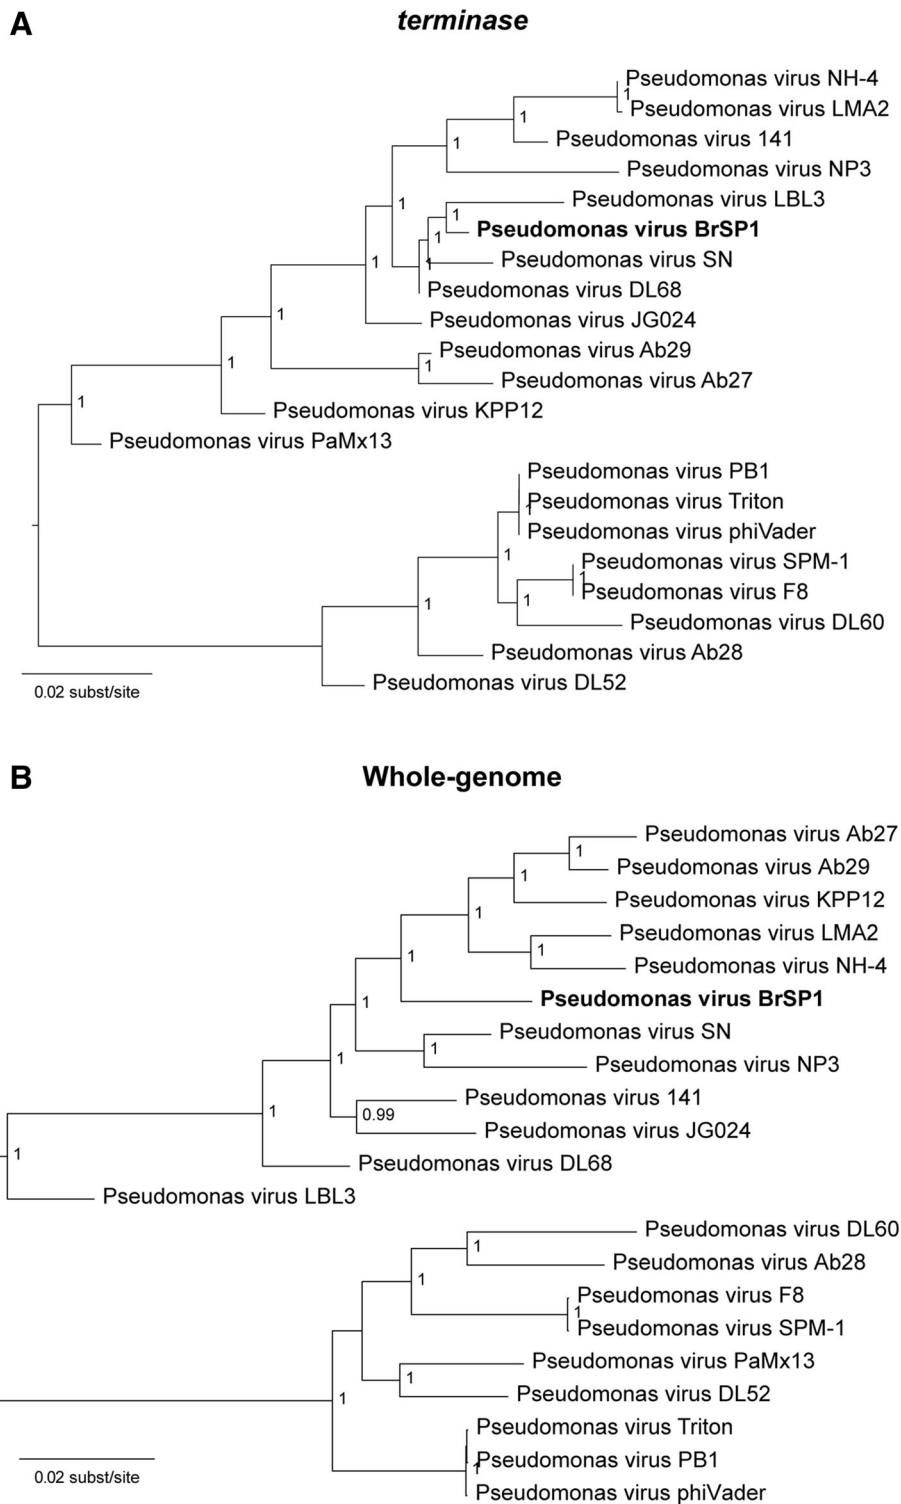 A
terminase
Pseudomonas virus NH-4
1
Pseudomonas virus LMA2
1
Pseudomonas virus 141
1
Pseudomonas virus NP3
Pseudomonas virus LBL3
1
1
Pseudomonas virus BrSP1
1
Pseudomonas virus SN
1
1
Pseudomonas virus DL68
1
Pseudomonas virus JG024
Pseudomonas virus Ab29
1
1
Pseudomonas virus Ab27
1
Pseudomonas virus KPP12
Pseudomonas virus PaMx13
Pseudomonas virus PB1
Pseudomonas virus Triton
1
Pseudomonas virus phiVader
1
Pseudomonas virus SPM-1
1
Pseudomonas virus F8
1
1
Pseudomonas virus DL60
Pseudomonas virus Ab28
Pseudomonas virus DL52
0.02 subst/site
B
Whole-genome
Pseudomonas virus Ab27
1
Pseudomonas virus Ab29
1
Pseudomonas virus KPP12
1
Pseudomonas virus LMA2
1
1
Pseudomonas virus NH-4
Pseudomonas virus BrSP1
1
Pseudomonas virus SN
1
1
Pseudomonas virus NP3
Pseudomonas virus 141
1
0.99
Pseudomonas virus JG024
1
Pseudomonas virus DL68
Pseudomonas virus LBL3
Pseudomonas virus DL60
1
Pseudomonas virus Ab28
1
Pseudomonas virus F8
1
Pseudomonas virus SPM-1
Pseudomonas virus PaMx13
1
Pseudomonas virus DL52
1
Pseudomonas virus Triton
Pseudomonas virus PB1
1
Pseudomonas virus phiVader
0.02 subst/site